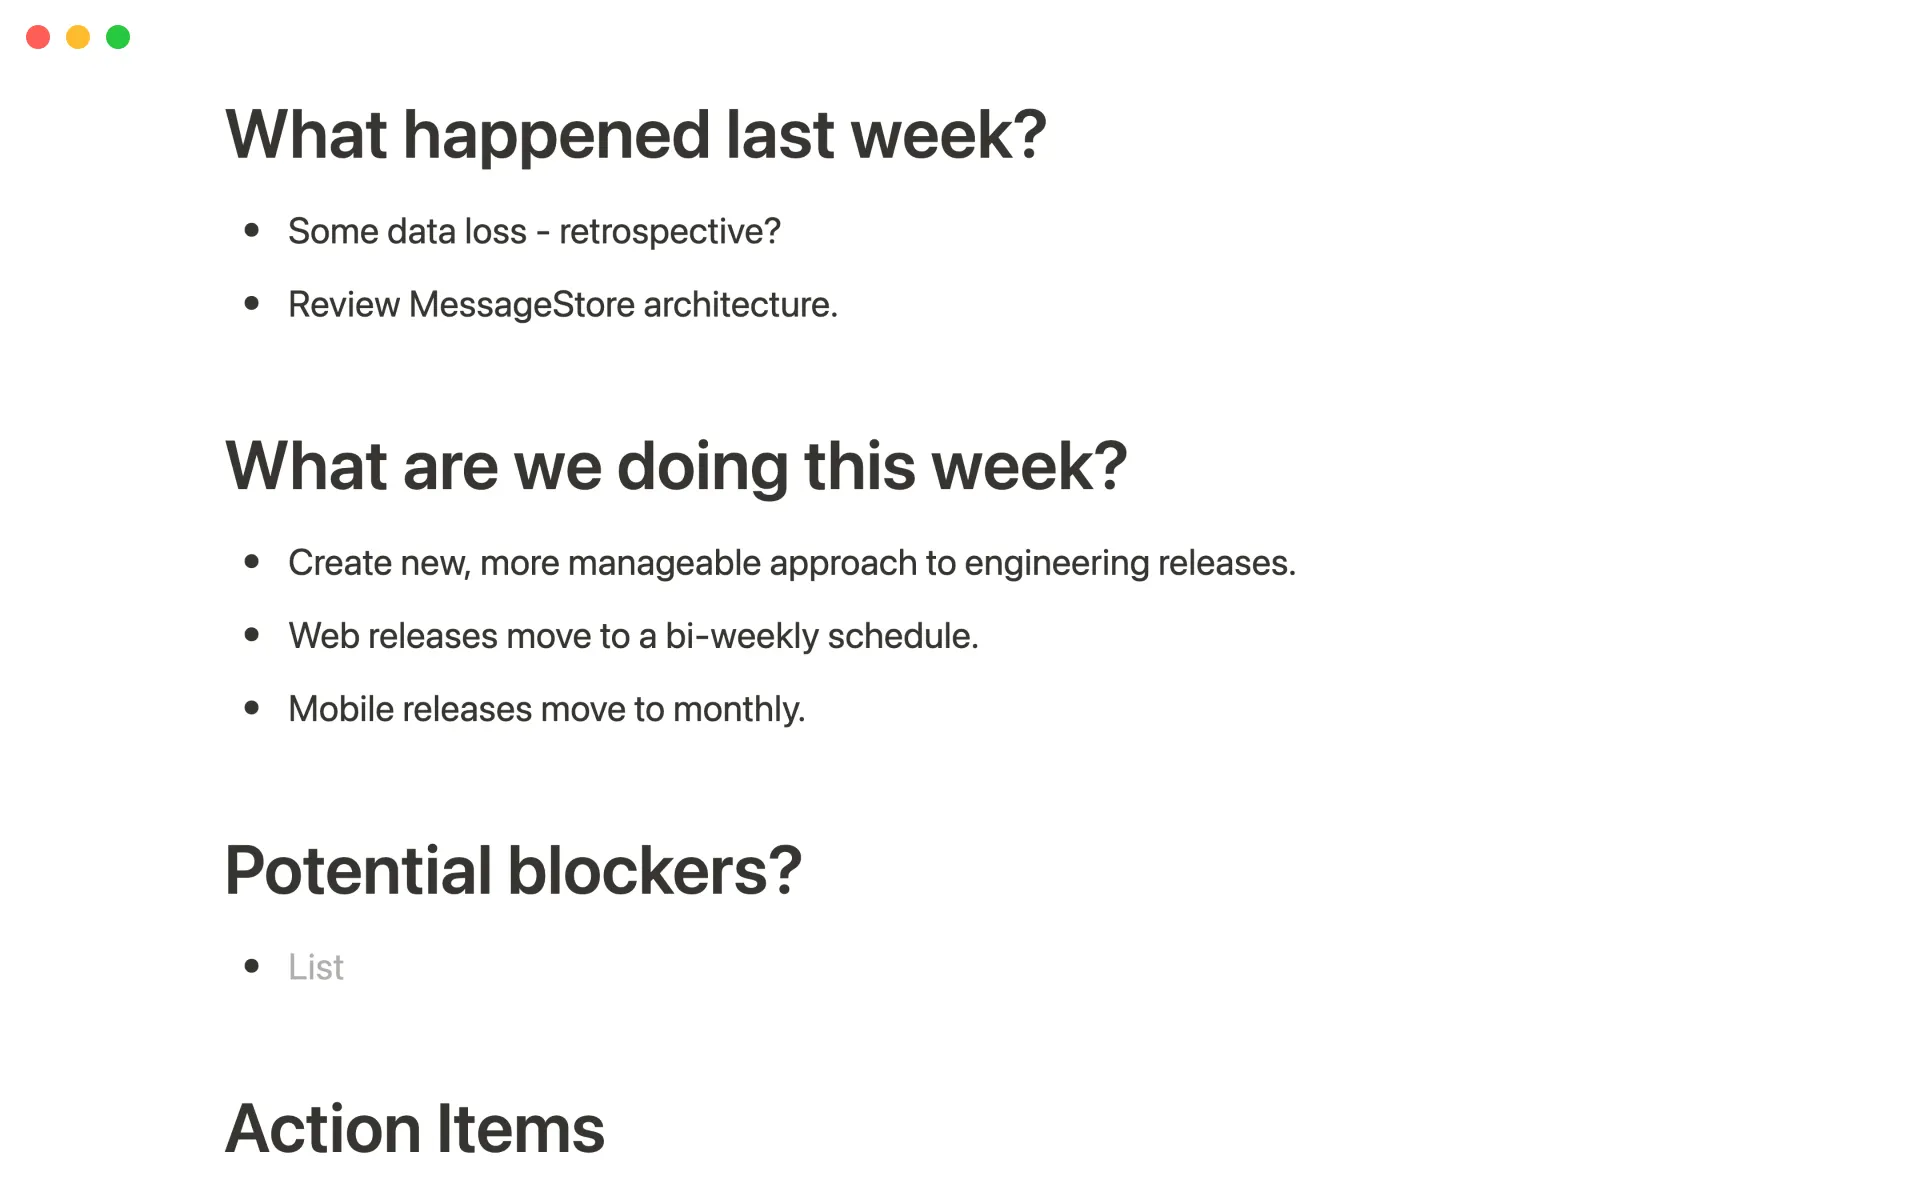 What happened last week?
Some data loss - retrospective?
Review MessageStore architecture.
What are we doing this week?
Create new, more manageable approach to engineering releases.
Web releases move to a bi-weekly schedule.
Mobile releases move to monthly.
Potential blockers?
List
Action Items